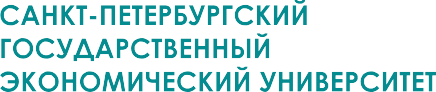 САНКТ-ПЕТЕРБУРГСКИЙ
ГОСУДАРСТВЕННЫЙ
ЭКОНОМИЧЕСКИЙ УНИВЕРСИТЕТ